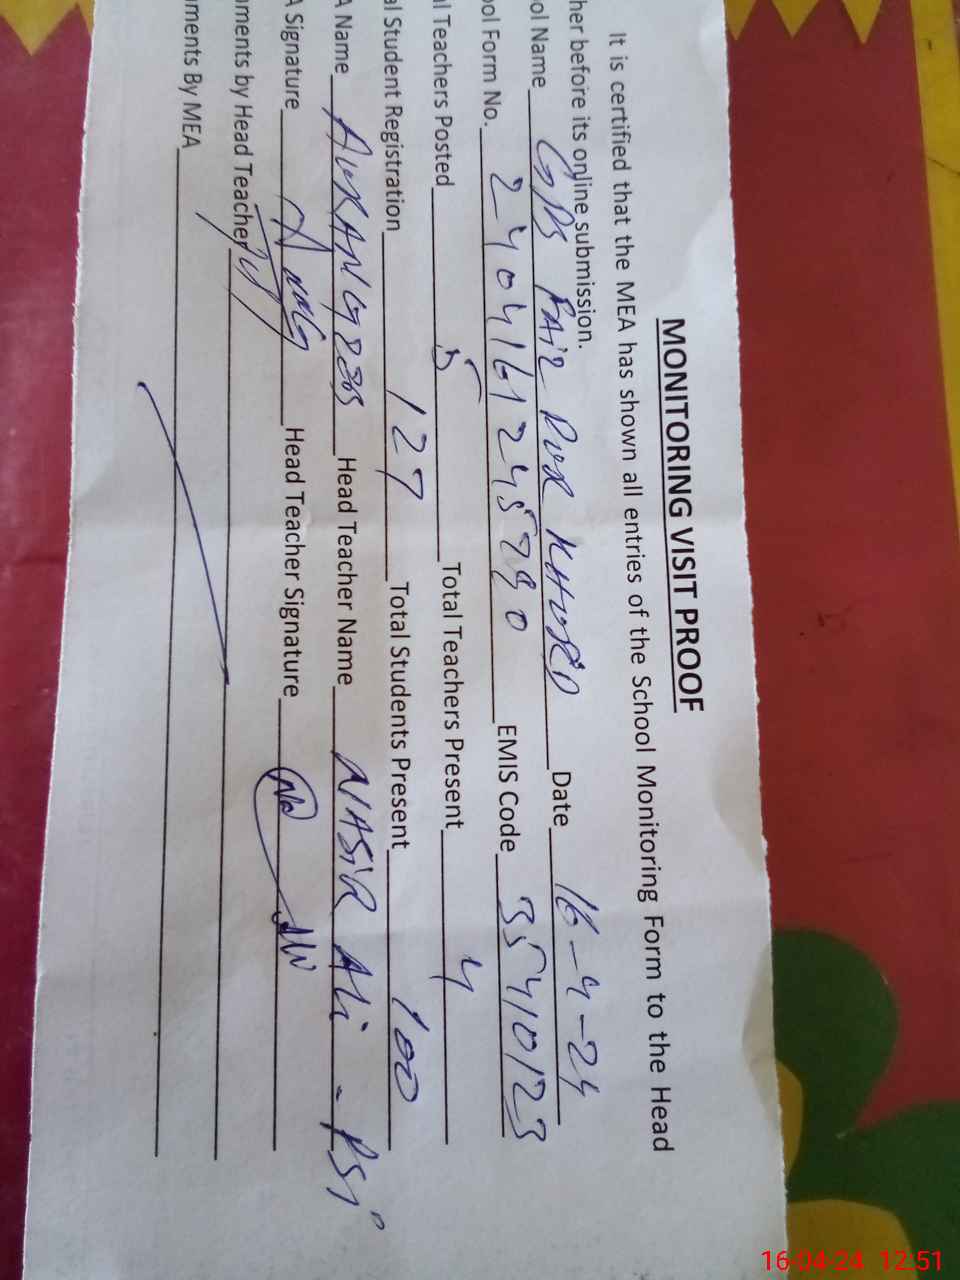 MONITORING VISIT PROOF
It is certified that the MEA has shown all entries of the School Monitoring Form to the Head
her before its online submission.
ol Name GPS KHURD Date 16-4-24
ool Form No. EMIS Code 35410123
al Teachers Posted 5 Total Teachers Present 4
al Student Registration 127 Total Students Present 100
A Name AURANGZEB Head Teacher Name NASIR Ali - PST
A Signature Head Teacher Signature
ments by Head Teacher
ments By MEA
16-04-24 12:51